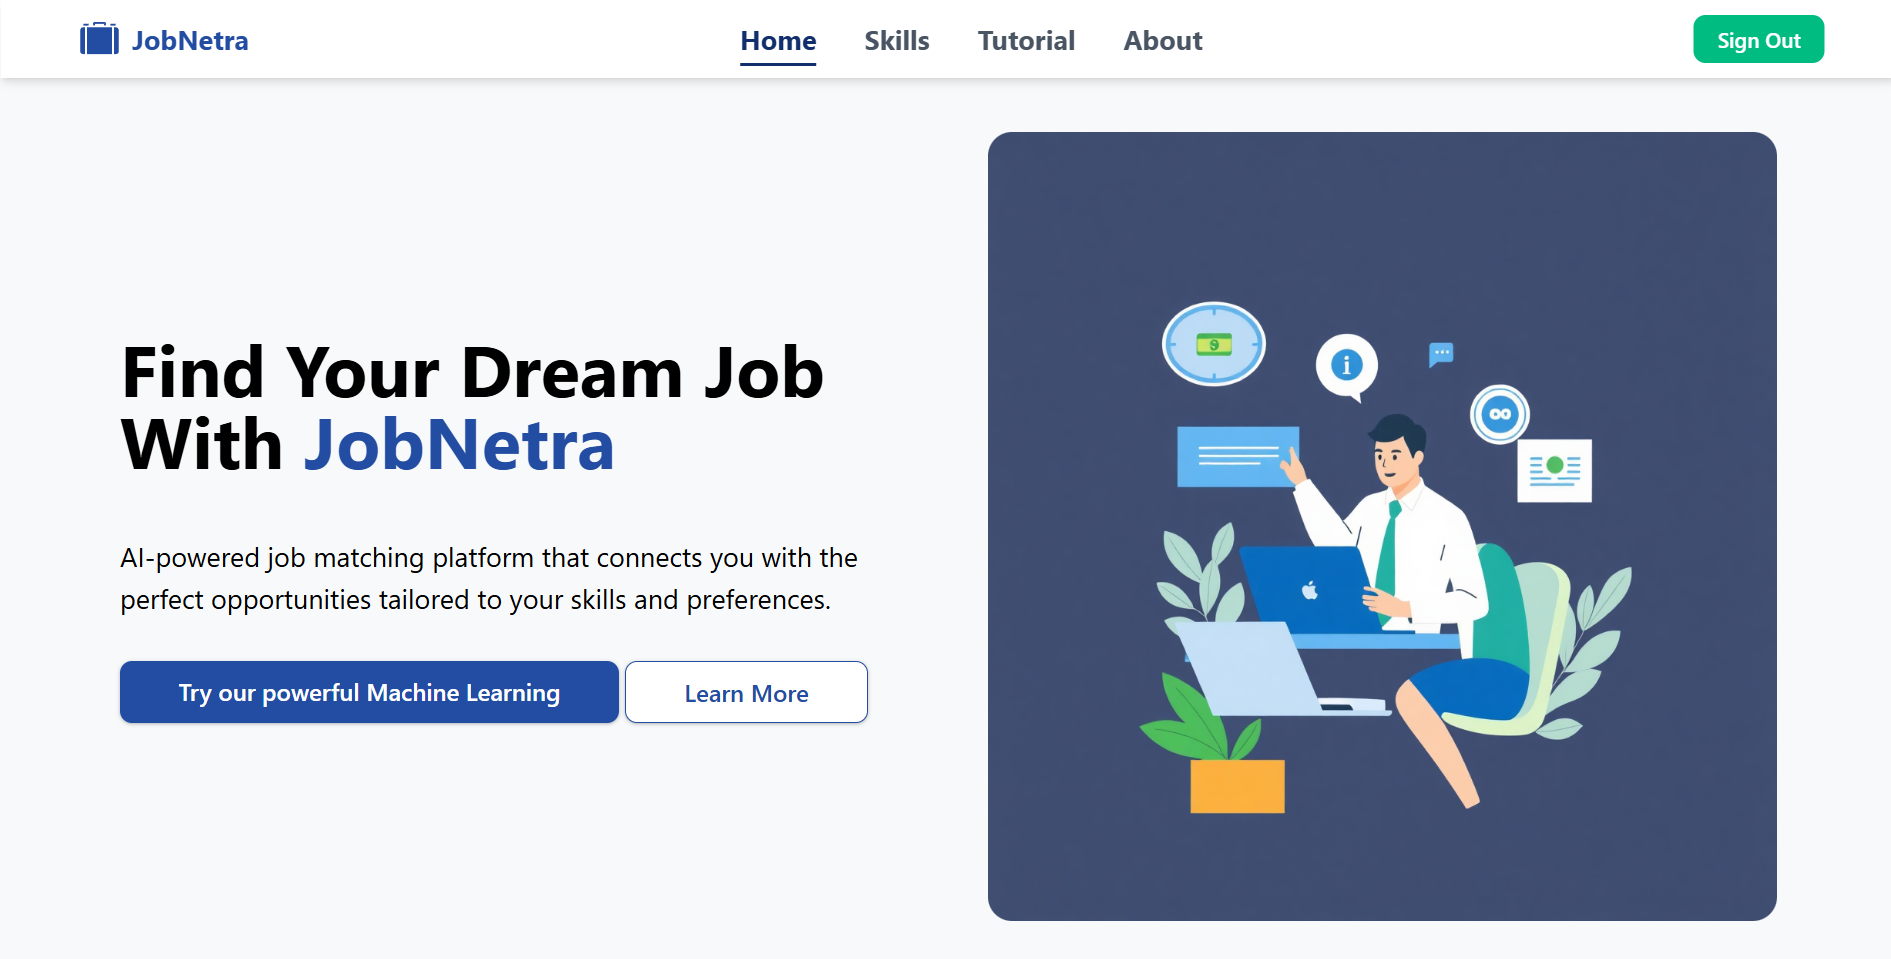 JobNetra
Home
Skills
Tutorial
About
Sign Out
Find Your Dream Job
With JobNetra
AI-powered job matching platform that connects you with the
perfect opportunities tailored to your skills and preferences.
Try our powerful Machine Learning
Learn More
$
i